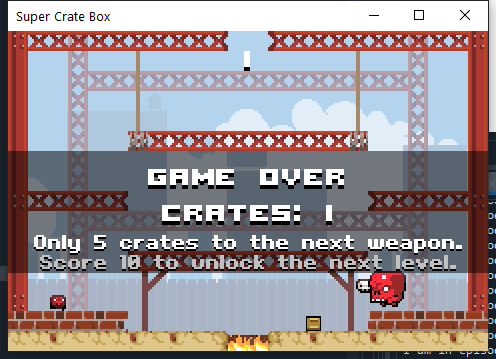 Super Crate Box
1
GAME OVER
CRATES: 1
Only 5 crates to the next weapon.
Score 10 to unlock the next level.